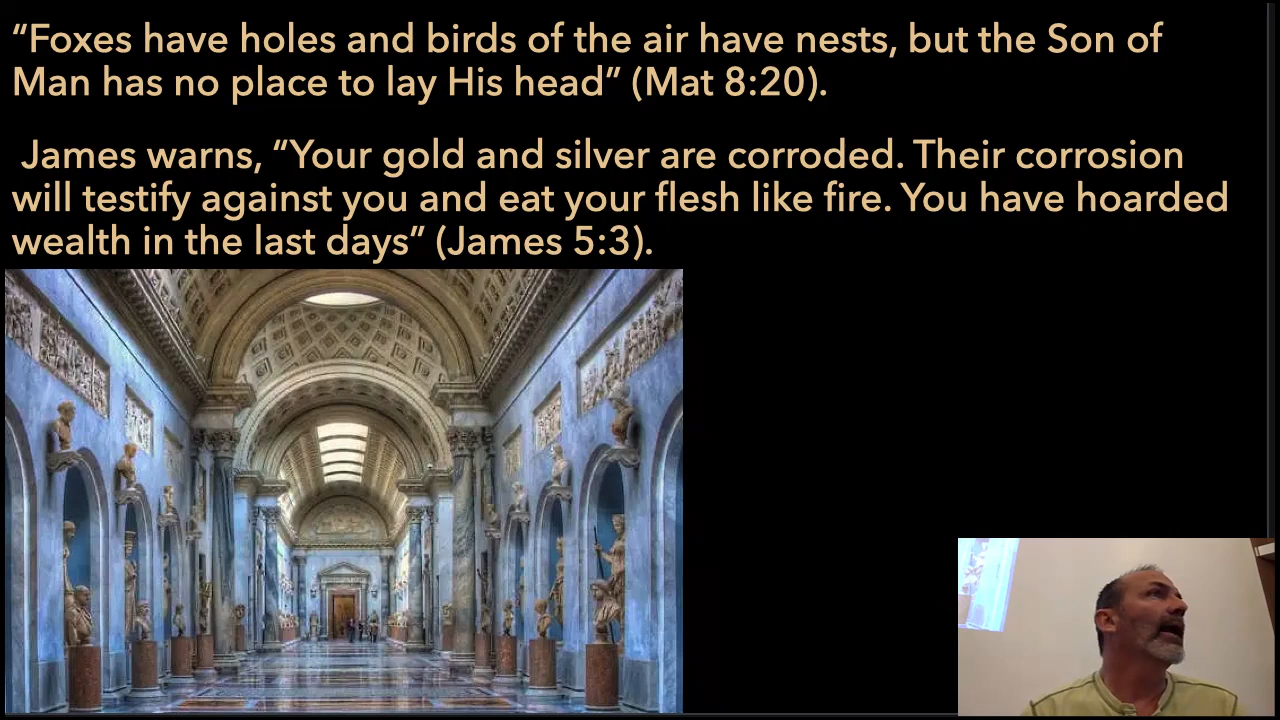 “Foxes have holes and birds of the air have nests, but the Son of
Man has no place to lay His head” (Mat 8:20).
James warns, “Your gold and silver are corroded. Their corrosion
will testify against you and eat your flesh like fire. You have hoarded
wealth in the last days” (James 5:3).